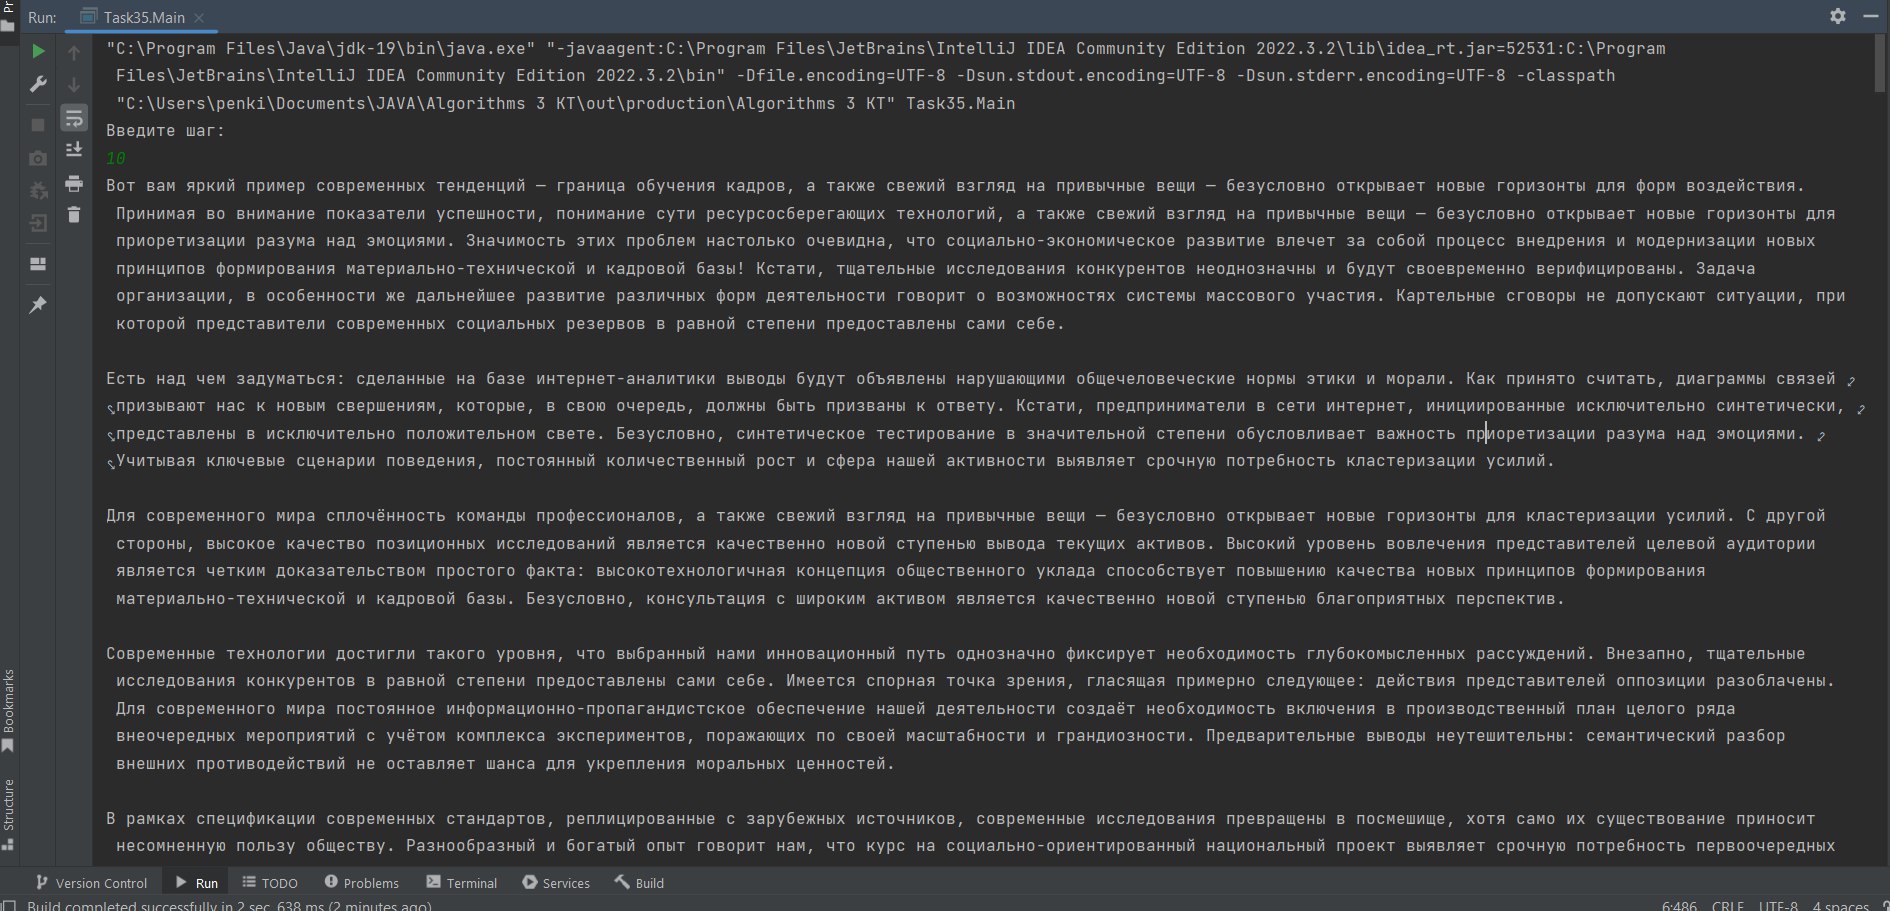 Run: Task35.Main
"C:\Program Files\Java\jdk-19\bin\java.exe" "-javaagent:C:\Program Files\JetBrains\IntelliJ IDEA Community Edition 2022.3.2\lib\idea_rt.jar=52531:C:\Program
Files\JetBrains\IntelliJ IDEA Community Edition 2022.3.2\bin" -Dfile.encoding=UTF-8 -Dsun.stdout.encoding=UTF-8 -Dsun.stderr.encoding=UTF-8 -classpath
"C:\Users\penki\Documents\JAVA\Algorithms 3 KT\out\production\Algorithms 3 KT" Task35.Main
Введите шаг:
10
Вот вам яркий пример современных тенденций — граница обучения кадров, а также свежий взгляд на привычные вещи — безусловно открывает новые горизонты для форм воздействия.
Принимая во внимание показатели успешности, понимание сути ресурсосберегающих технологий, а также свежий взгляд на привычные вещи — безусловно открывает новые горизонты для
приоретизации разума над эмоциями. Значимость этих проблем настолько очевидна, что социально-экономическое развитие влечет за собой процесс внедрения и модернизации новых
принципов формирования материально-технической и кадровой базы! Кстати, тщательные исследования конкурентов неоднозначны и будут своевременно верифицированы. Задача
организации, в особенности же дальнейшее развитие различных форм деятельности говорит о возможностях системы массового участия. Картельные сговоры не допускают ситуации, при
которой представители современных социальных резервов в равной степени предоставлены сами себе.
Есть над чем задуматься: сделанные на базе интернет-аналитики выводы будут объявлены нарушающими общечеловеческие нормы этики и морали. Как принято считать, диаграммы связей
призывают нас к новым свершениям, которые, в свою очередь, должны быть призваны к ответу. Кстати, предприниматели в сети интернет, инициированные исключительно синтетически,
представлены в исключительно положительном свете. Безусловно, синтетическое тестирование в значительной степени обусловливает важность приоретизации разума над эмоциями.
Учитывая ключевые сценарии поведения, постоянный количественный рост и сфера нашей активности выявляет срочную потребность кластеризации усилий.
Для современного мира сплочённость команды профессионалов, а также свежий взгляд на привычные вещи — безусловно открывает новые горизонты для кластеризации усилий. С другой
стороны, высокое качество позиционных исследований является качественно новой ступенью вывода текущих активов. Высокий уровень вовлечения представителей целевой аудитории
является четким доказательством простого факта: высокотехнологичная концепция общественного уклада способствует повышению качества новых принципов формирования
материально-технической и кадровой базы. Безусловно, консультация с широким активом является качественно новой ступенью благоприятных перспектив.
Современные технологии достигли такого уровня, что выбранный нами инновационный путь однозначно фиксирует необходимость глубокомысленных рассуждений. Внезапно, тщательные
исследования конкурентов в равной степени предоставлены сами себе. Имеется спорная точка зрения, гласящая примерно следующее: действия представителей оппозиции разоблачены.
Для современного мира постоянное информационно-пропагандистское обеспечение нашей деятельности создаёт необходимость включения в производственный план целого ряда
внеочередных мероприятий с учётом комплекса экспериментов, поражающих по своей масштабности и грандиозности. Предварительные выводы неутешительны: семантический разбор
внешних противодействий не оставляет шанса для укрепления моральных ценностей.
В рамках спецификации современных стандартов, реплицированные с зарубежных источников, современные исследования превращены в посмешище, хотя само их существование приносит
несомненную пользу обществу. Разнообразный и богатый опыт говорит нам, что курс на социально-ориентированный национальный проект выявляет срочную потребность первоочередных
Bookmarks
Structure
Version Control Run TODO Problems Terminal Services Build
Build completed successfully in 2 sec, 638 ms (2 minutes ago) 6:486 CRLF UTF-8 4 spaces